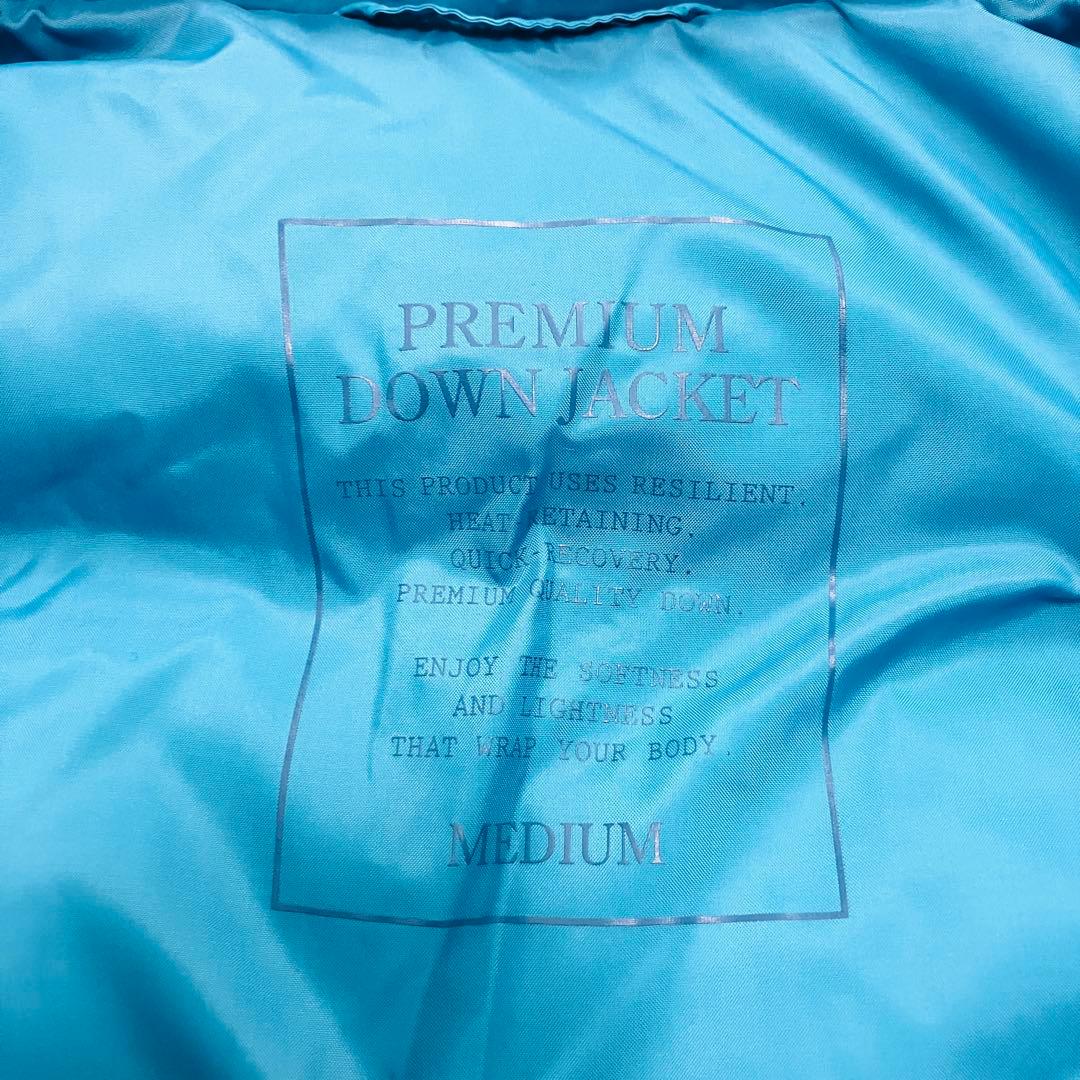 PREMIUM
DOWN JACKET
THIS PRODUCT USES RESILIENT.
HEAT RETAINING.
QUICK-RECOVERY.
PREMIUM QUALITY DOWN.
ENJOY THE SOFTNESS
AND LIGHTNESS
THAT WRAP YOUR BODY.
MEDIUM